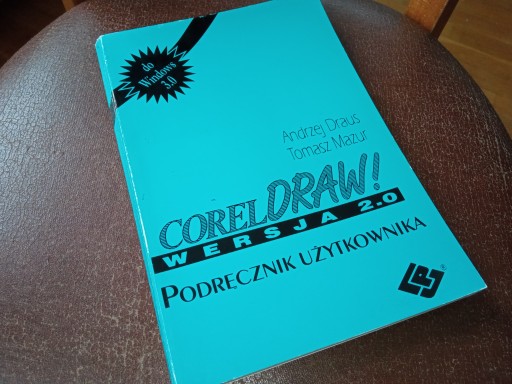 do
Windows
3.0
Andrzej Draus
Tomasz Mazur
CORELDRAW!
WERSJA 2.0
PODRĘCZNIK UŻYTKOWNIKA
®